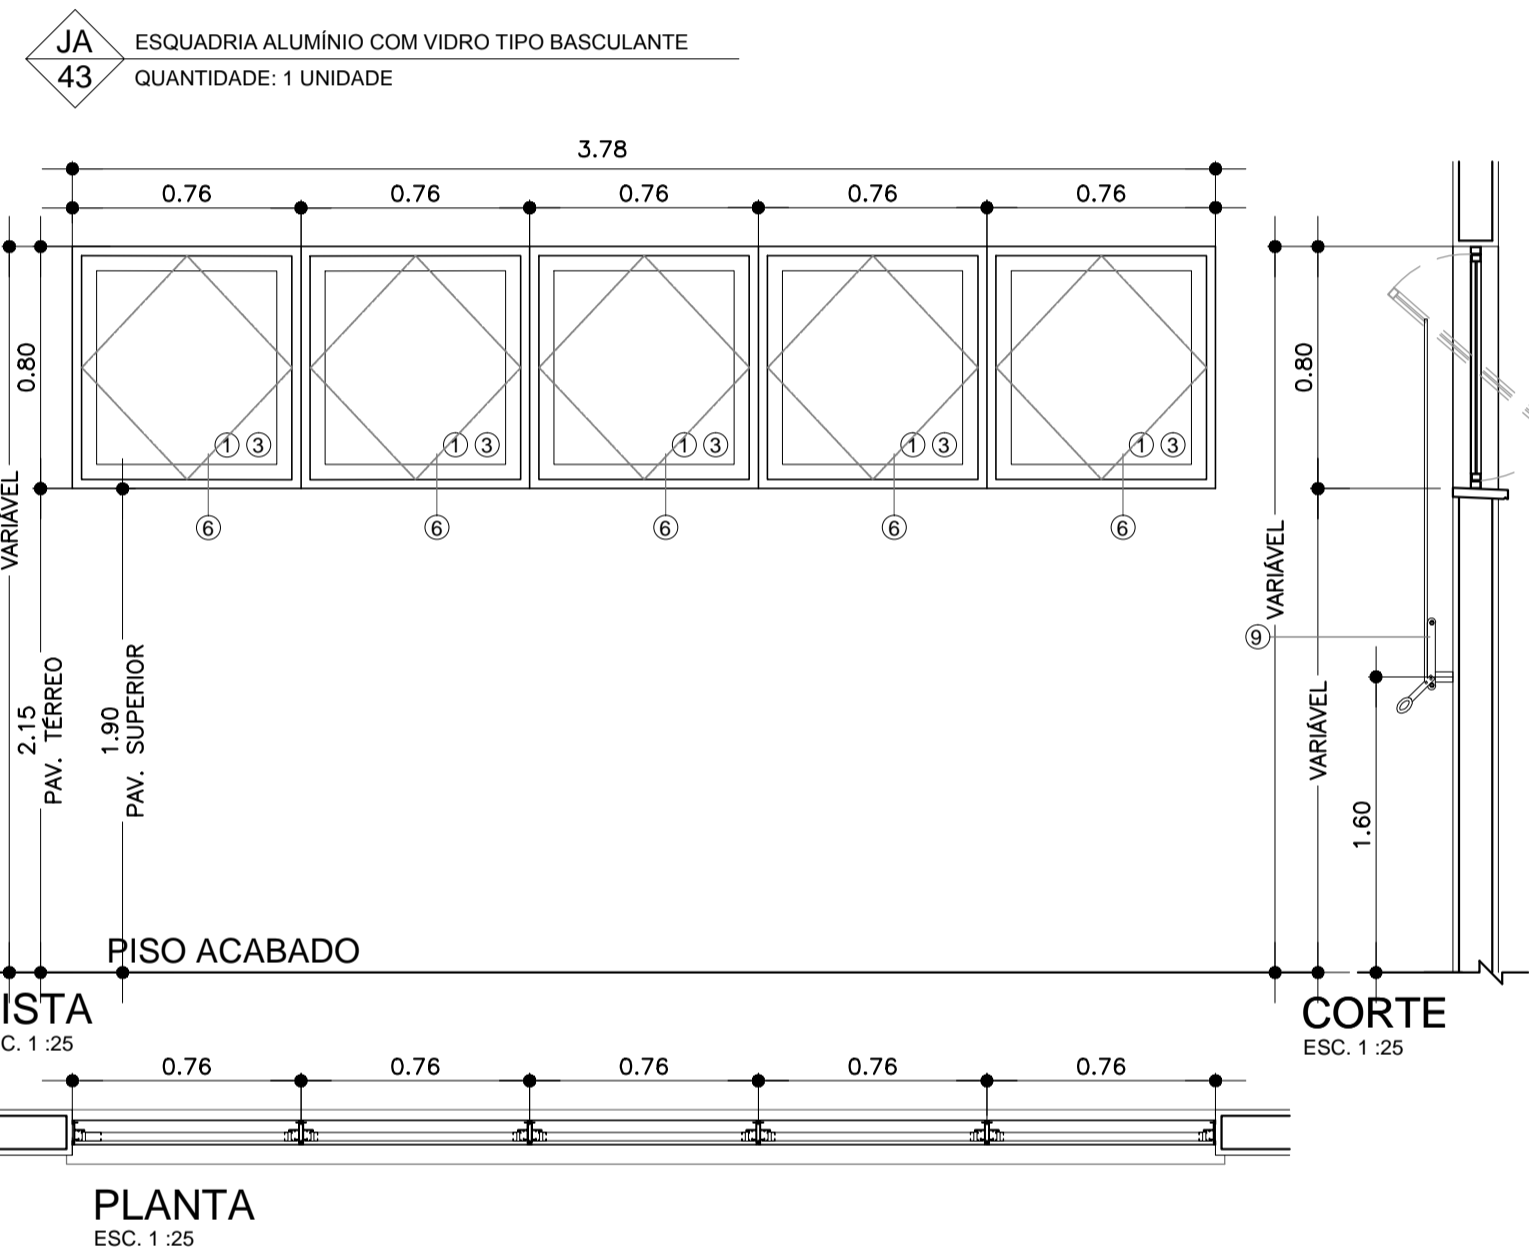 JA
43
ESQUADRIA ALUMÍNIO COM VIDRO TIPO BASCULANTE
QUANTIDADE: 1 UNIDADE
3.78
0.76 0.76 0.76 0.76 0.76
0.80
VARIÁVEL
1 3 1 3 1 3 1 3 1 3
6 6 6 6 6
2.15
PAV. TÉRREO
1.90
PAV. SUPERIOR
PISO ACABADO
0.80
VARIÁVEL
9
VARIÁVEL
1.60
ISTA
C. 1 :25
CORTE
ESC. 1 :25
0.76 0.76 0.76 0.76 0.76
PLANTA
ESC. 1 :25